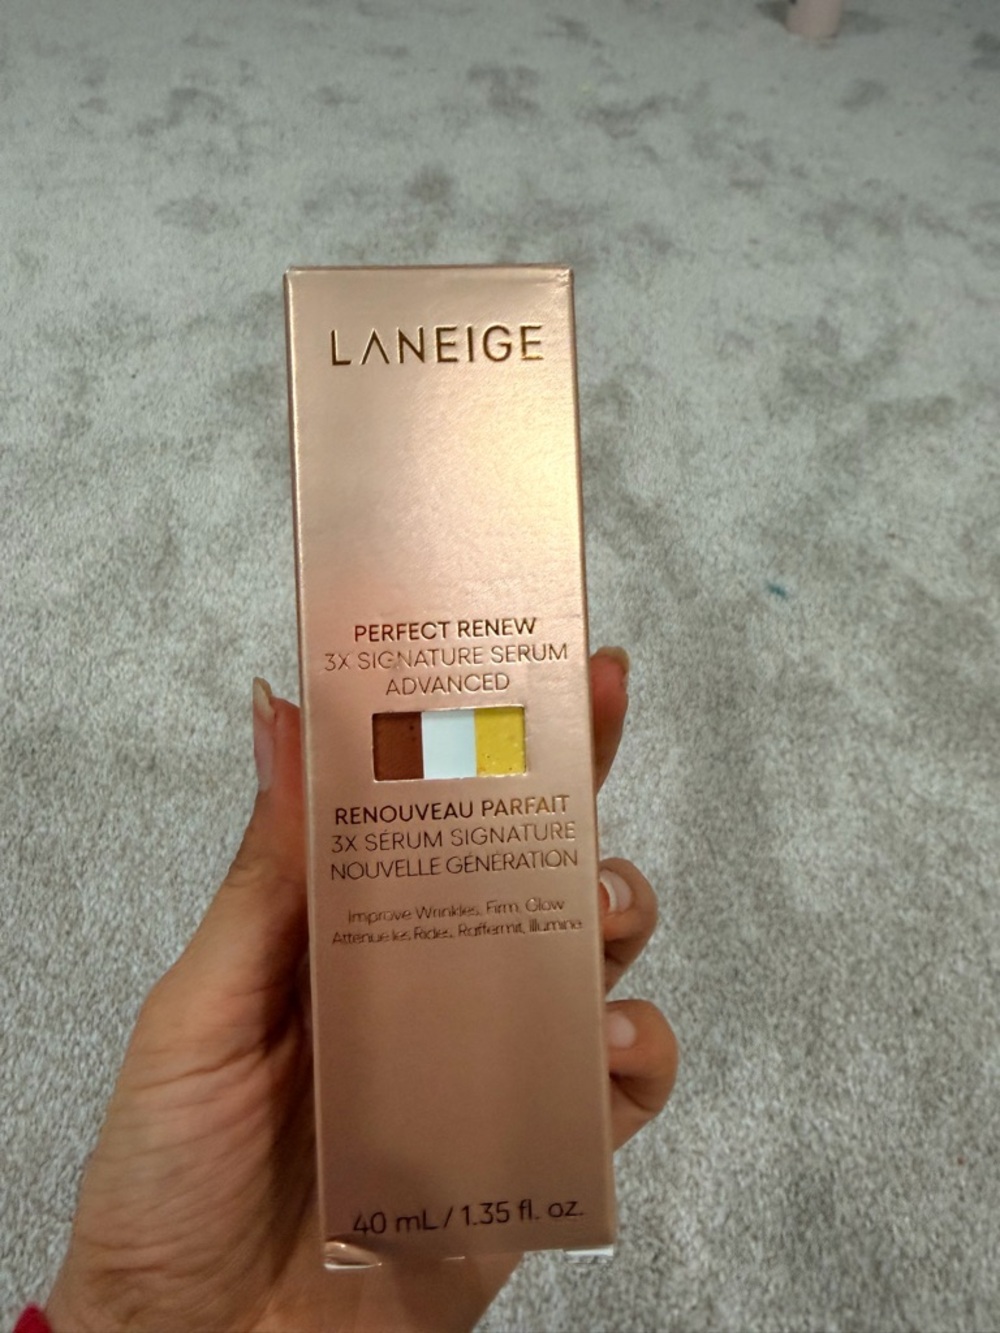 LANEIGE
PERFECT RENEW
3X SIGNATURE SERUM
ADVANCED
RENOUVEAU PARFAIT
3X SÉRUM SIGNATURE
NOUVELLE GÉNÉRATION
Improve Wrinkles, Firm, Glow
Atténue les Rides, Raffermit, Illumine
40 mL / 1.35 fl. oz.